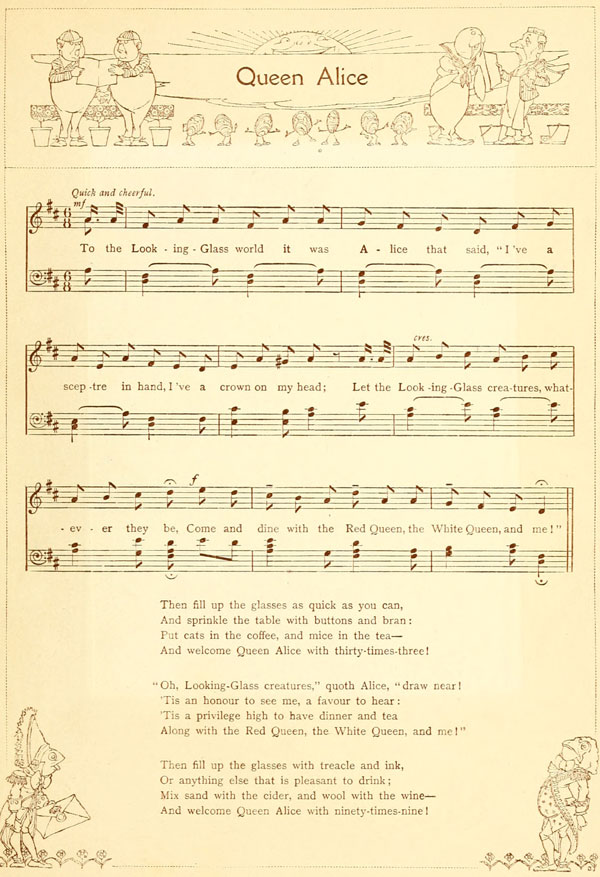 Queen Alice
Quick and cheerful.
mf
To the Look - ing - Glass world it was A - lice that said, "I've a
cres.
scep - tre in hand, I've a crown on my head; Let the Look - ing - Glass crea - tures, what-
f
- ev - er they be, Come and dine with the Red Queen, the White Queen, and me!"
Then fill up the glasses as quick as you can,
And sprinkle the table with buttons and bran:
Put cats in the coffee, and mice in the tea—
And welcome Queen Alice with thirty-times-three!
"Oh, Looking-Glass creatures," quoth Alice, "draw near!
'Tis an honour to see me, a favour to hear:
'Tis a privilege high to have dinner and tea
Along with the Red Queen, the White Queen, and me!"
Then fill up the glasses with treacle and ink,
Or anything else that is pleasant to drink;
Mix sand with the cider, and wool with the wine—
And welcome Queen Alice with ninety-times-nine!